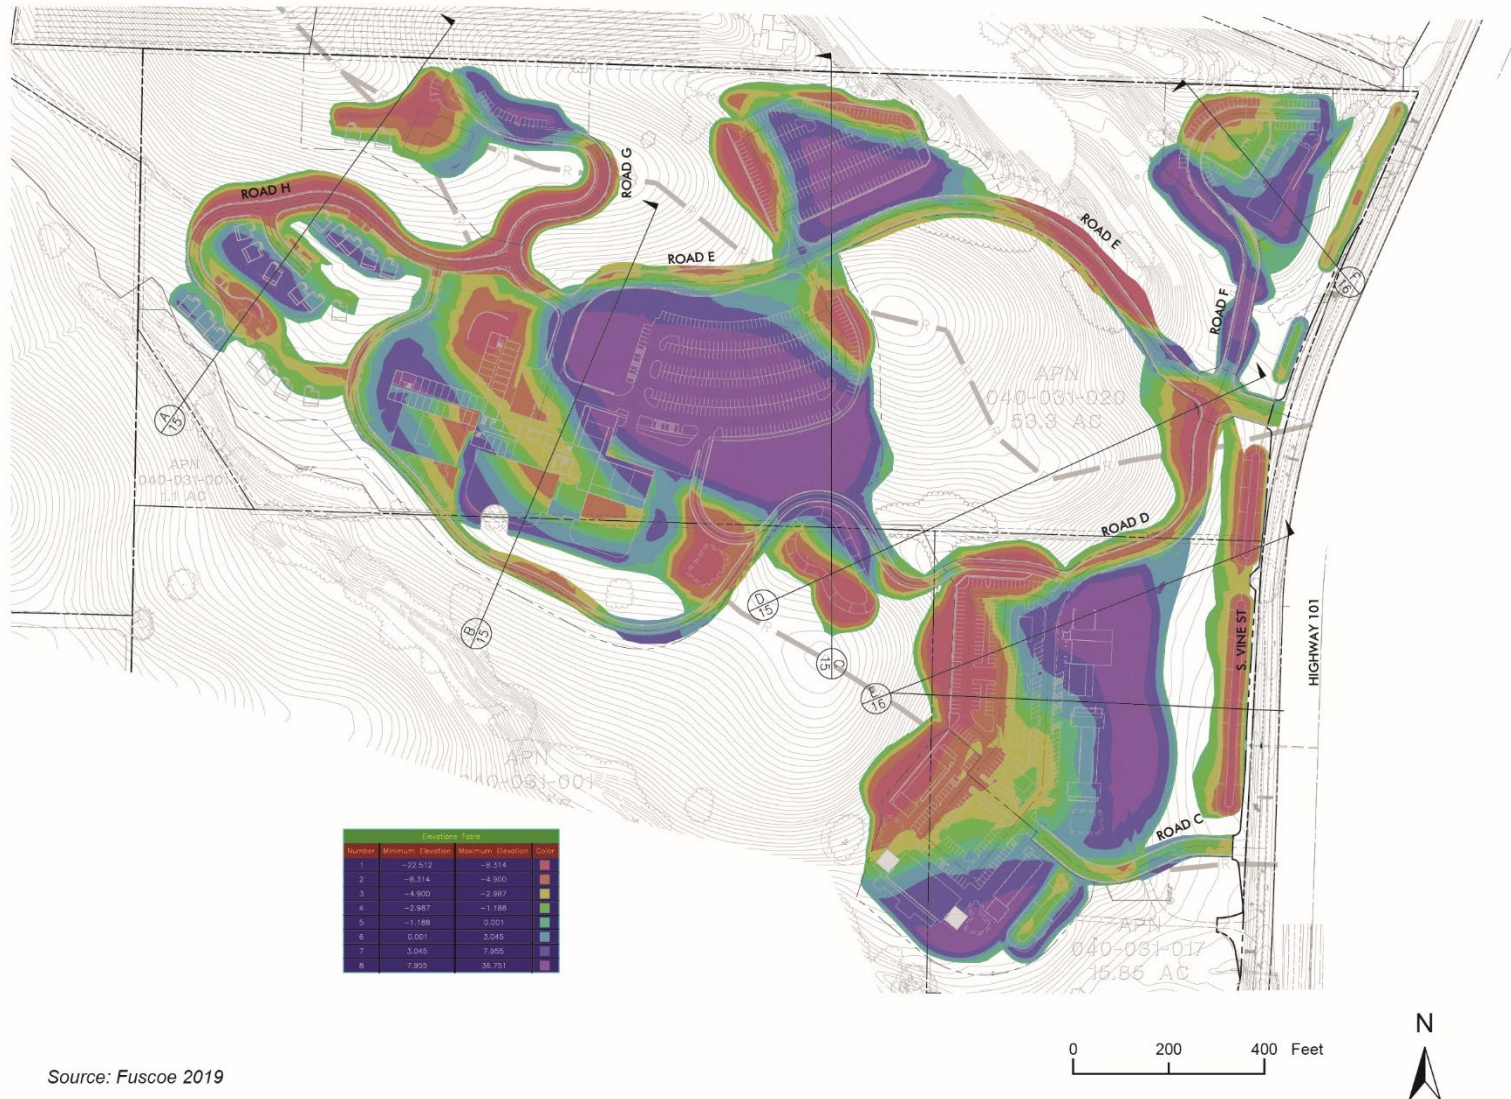 ROAD H
ROAD G
ROAD E
ROAD E
ROAD F
C
16
A
15
APN
040-031-020
53.3 AC
APN
1.1 AC
B
15
D
15
C
15
E
16
ROAD D
S. VINE ST
HIGHWAY 101
APN
040-031-001
ROAD C
APN
040-031-017
15.85 AC
Elevations Table
Number Minimum Elevation Maximum Elevation Color
1 -22.512 -8.314
2 -8.314 -4.900
3 -4.900 -2.987
4 -2.987 -1.188
5 -1.188 0.001
6 0.001 3.045
7 3.045 7.955
8 7.955 36.751
N
0 200 400 Feet
Source: Fuscoe 2019